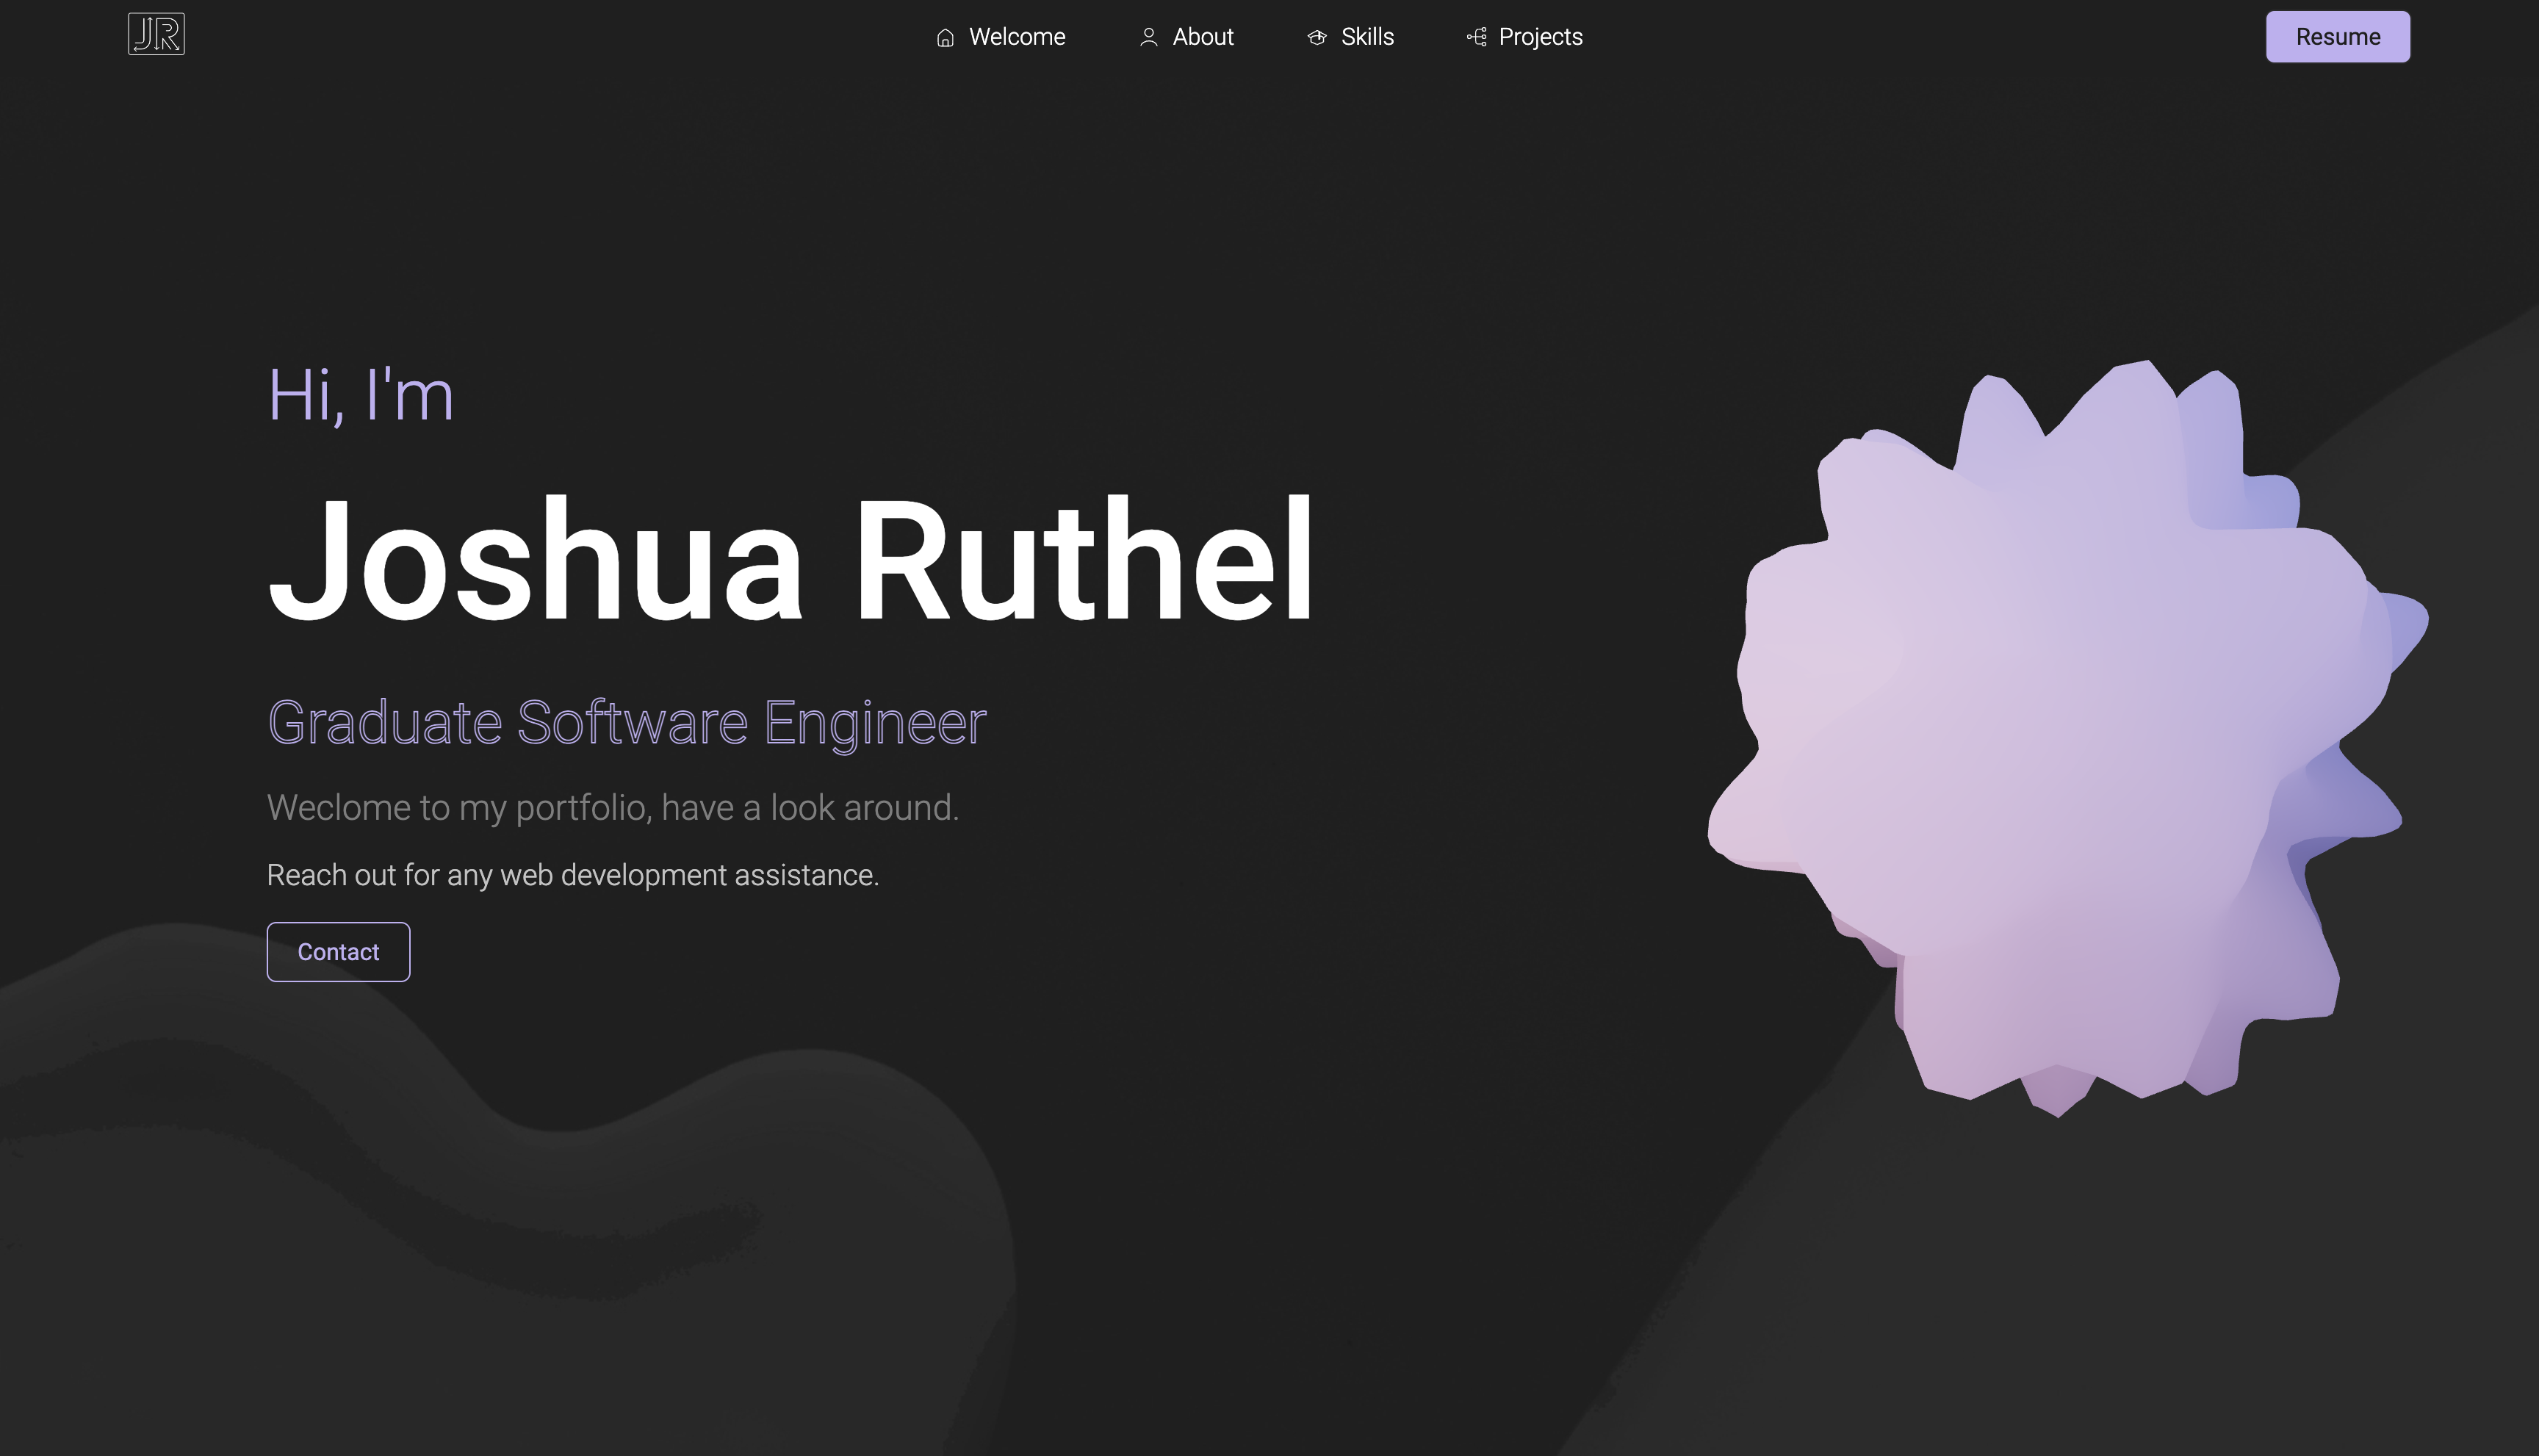 JR
Welcome
About
Skills
Projects
Resume
Hi, I'm
Joshua Ruthel
Graduate Software Engineer
Weclome to my portfolio, have a look around.
Reach out for any web development assistance.
Contact